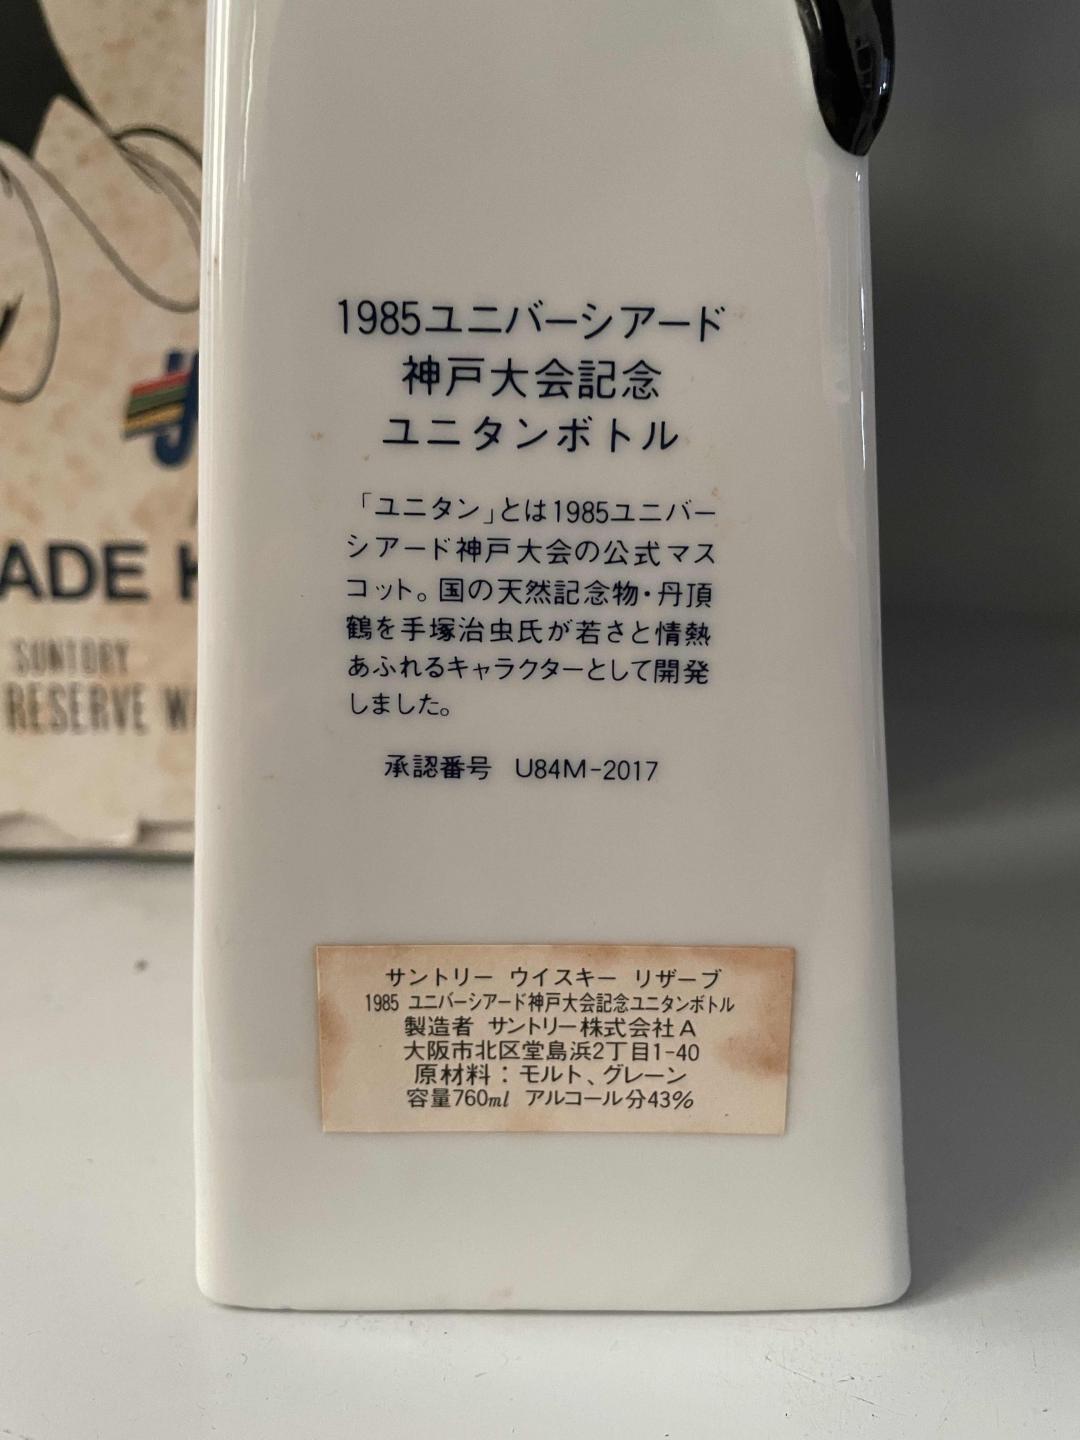 1985ユニバーシアード
神戸大会記念
ユニタンボトル
「ユニタン」とは1985ユニバー
シアード神戸大会の公式マス
コット。国の天然記念物・丹頂
鶴を手塚治虫氏が若さと情熱
あふれるキャラクターとして開発
しました。
承認番号 U84M-2017
サントリー ウイスキー リザーブ
1985 ユニバーシアード神戸大会記念ユニタンボトル
製造者 サントリー株式会社A
大阪市北区堂島浜2丁目1-40
原材料：モルト、グレーン
容量760ml アルコール分43%
ADE K
SUNTORY
RESERVE W